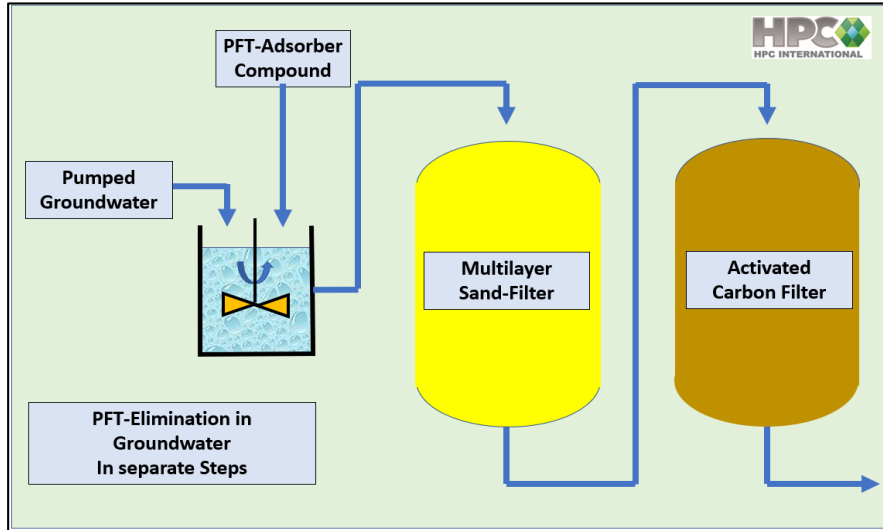 PFT-Adsorber
Compound
HPC
HPC INTERNATIONAL
Pumped
Groundwater
Multilayer
Sand-Filter
Activated
Carbon Filter
PFT-Elimination in
Groundwater
In separate Steps